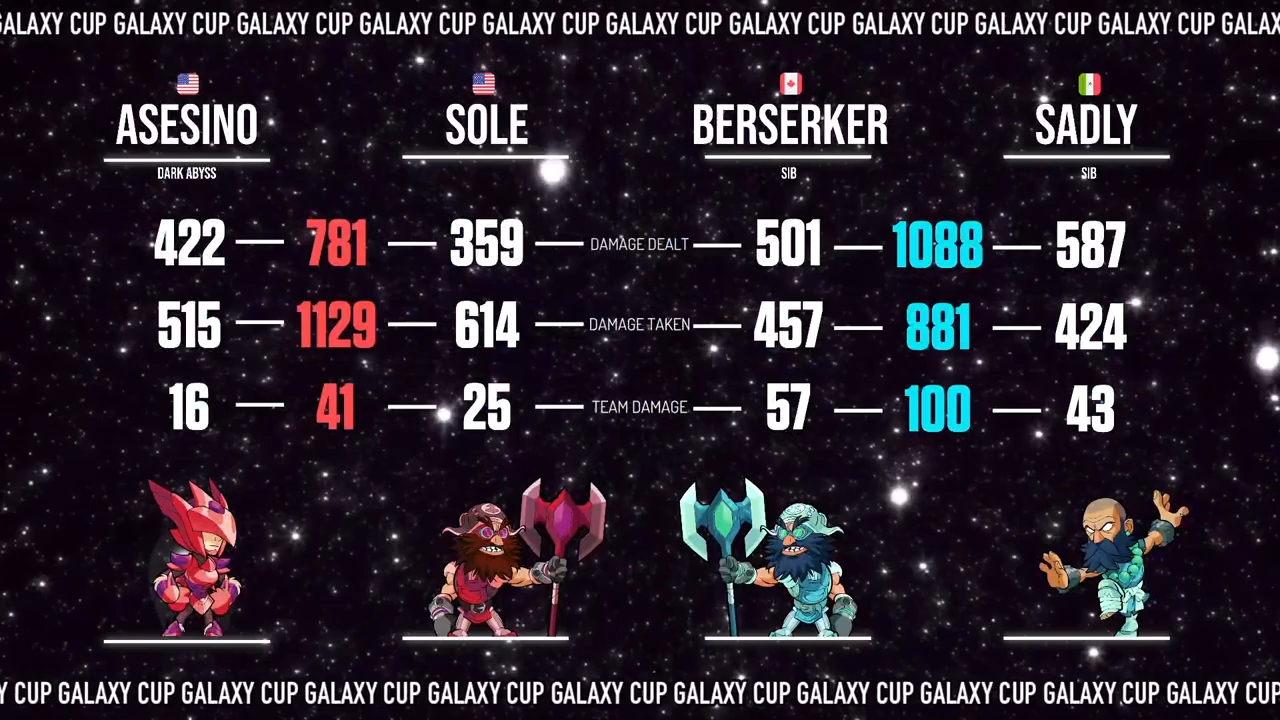 GALAXY CUP GALAXY CUP GALAXY CUP GALAXY CUP GALAXY CUP GALAXY CUP GALAXY CUP GALAXY CUP GALAXY CUP GALAXY CUP GALAX
ASESINO SOLE BERSERKER SADLY
DARK ABYSS SIB SIB
422 781 359 DAMAGE DEALT 501 1088 587
515 1129 614 DAMAGE TAKEN 457 881 424
16 41 25 TEAM DAMAGE 57 100 43
Y CUP GALAXY CUP GALAXY CUP GALAXY CUP GALAXY CUP GALAXY CUP GALAXY CUP GALAXY CUP GALAXY CUP GALAXY CUP GALAXY CUP